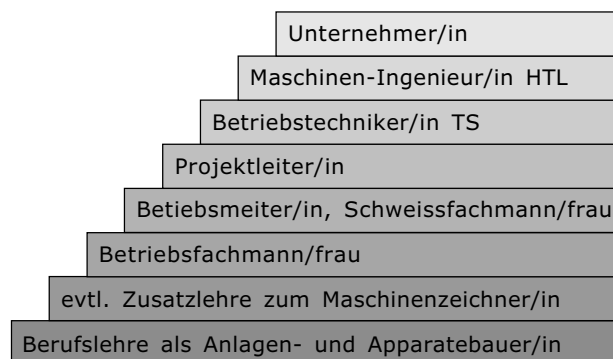 Unternehmer/in
Maschinen-Ingenieur/in HTL
Betriebstechniker/in TS
Projektleiter/in
Betiebsmeiter/in, Schweissfachmann/frau
Betriebsfachmann/frau
evtl. Zusatzlehre zum Maschinenzeichner/in
Berufslehre als Anlagen- und Apparatebauer/in